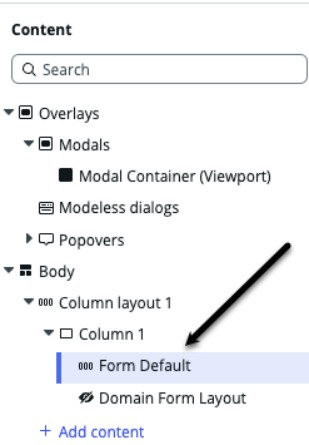 Content
Search
Overlays
Modals
Modal Container (Viewport)
Modeless dialogs
Popovers
Body
Column layout 1
Column 1
Form Default
Domain Form Layout
+ Add content